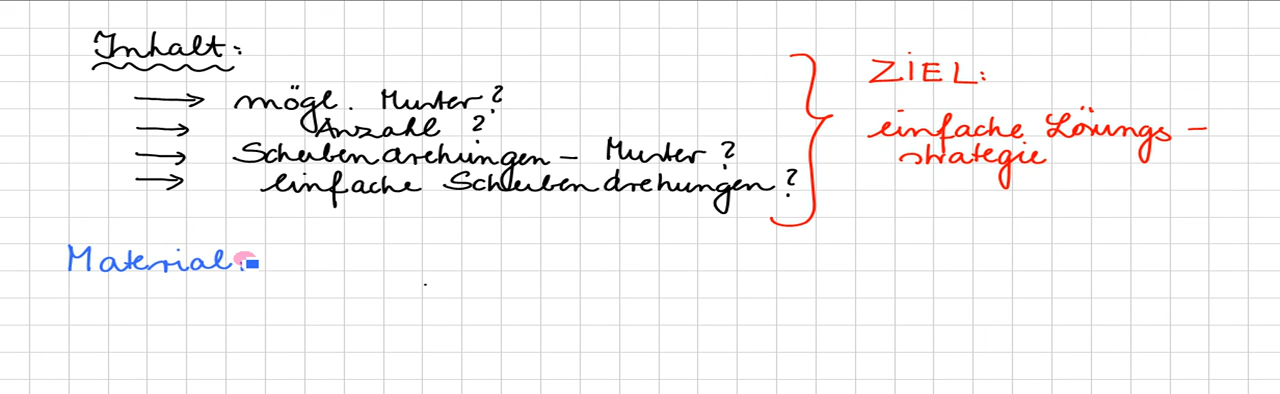 Inhalt:
→ mögl. Muster?
→ Anzahl?
→ Scheibendrehungen - Muster?
→ einfache Scheibendrehungen?
ZIEL:
einfache Lösungs-
strategie
Material: